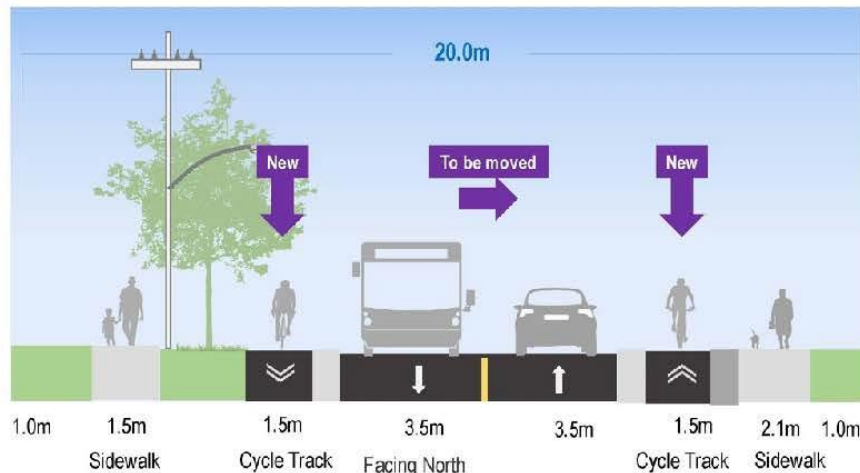 20.0m
New
To be moved
New
1.0m 1.5m 1.5m 3.5m 3.5m 1.5m 2.1m 1.0m
Sidewalk Cycle Track Facing North Cycle Track Sidewalk